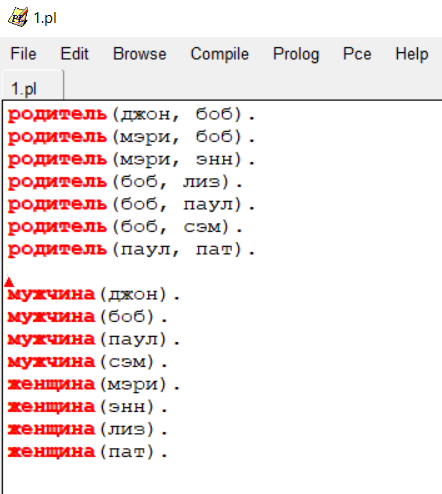 1.pl
File Edit Browse Compile Prolog Pce Help
1.pl
родитель(джон, боб).
родитель(мэри, боб).
родитель(мэри, энн).
родитель(боб, лиз).
родитель(боб, паул).
родитель(боб, сэм).
родитель(паул, пат).
мужчина(джон).
мужчина(боб).
мужчина(паул).
мужчина(сэм).
женщина(мэри).
женщина(энн).
женщина(лиз).
женщина(пат).